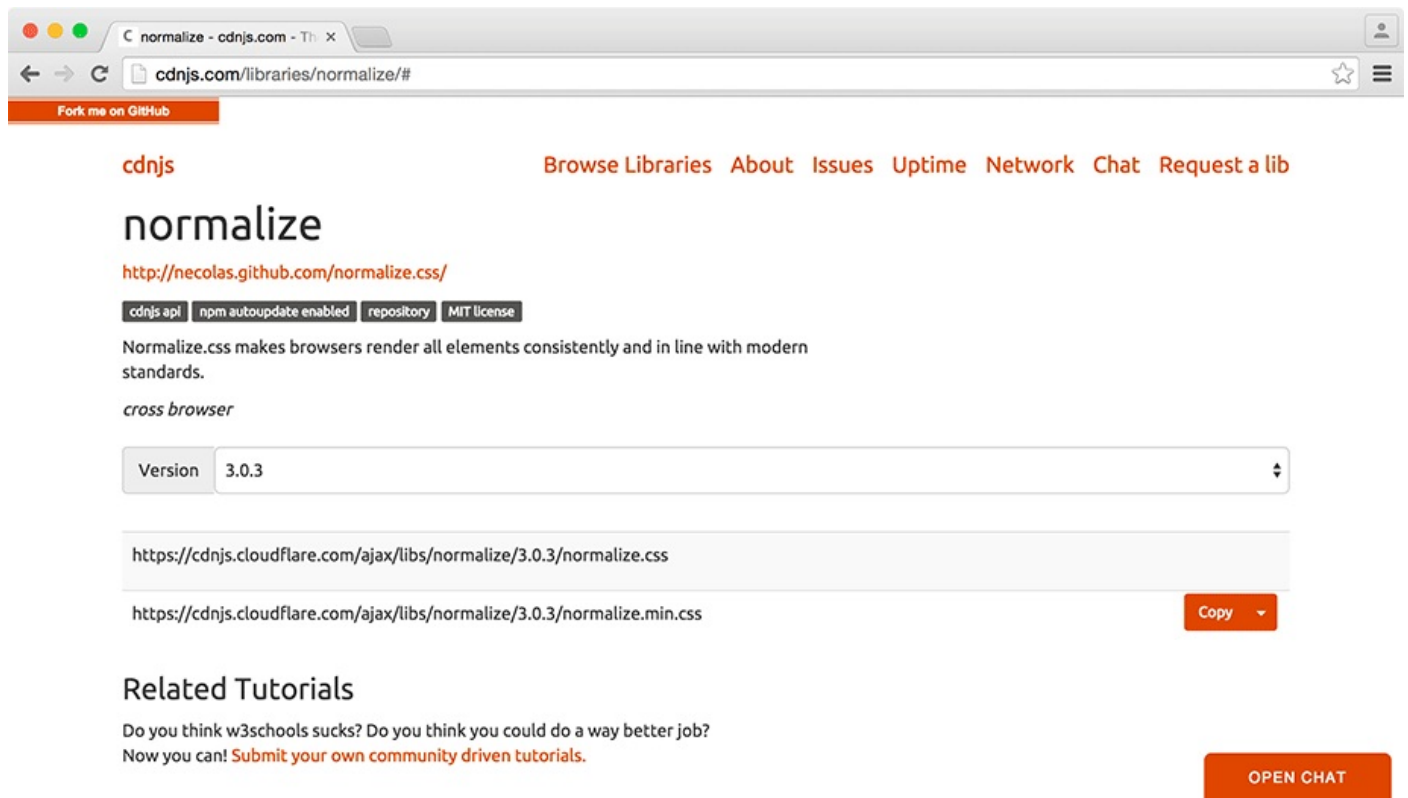 C normalize - cdnjs.com - Th ×
cdnjs.com/libraries/normalize/#
Fork me on GitHub
cdnjs
Browse Libraries About Issues Uptime Network Chat Request a lib
normalize
http://necolas.github.com/normalize.css/
cdnjs api npm autoupdate enabled repository MIT license
Normalize.css makes browsers render all elements consistently and in line with modern
standards.
cross browser
Version 3.0.3
https://cdnjs.cloudflare.com/ajax/libs/normalize/3.0.3/normalize.css
https://cdnjs.cloudflare.com/ajax/libs/normalize/3.0.3/normalize.min.css
Copy
Related Tutorials
Do you think w3schools sucks? Do you think you could do a way better job?
Now you can! Submit your own community driven tutorials.
OPEN CHAT